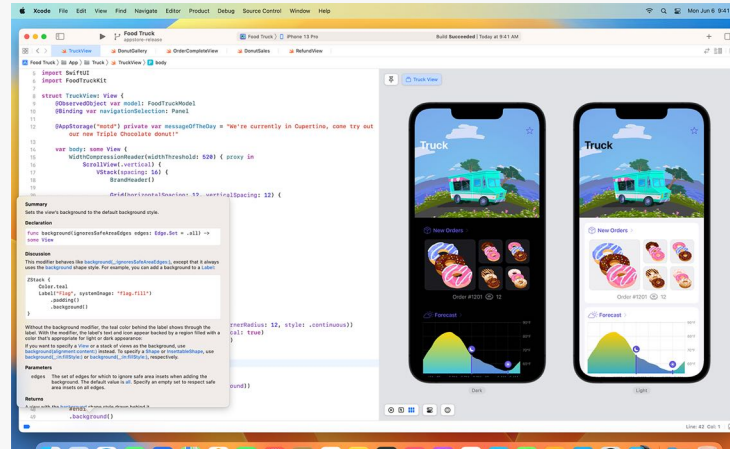 Xcode File Edit View Find Navigate Editor Product Debug Source Control Window Help
Mon Jun 6 9:41
Food Truck
appstore-release
Food Truck iPhone 13 Pro
Build Succeeded | Today at 9:41 AM
TruckView DonutGallery OrderCompleteView DonutSales RefundView
Food Truck App Truck TruckView body
5 import SwiftUI
6 import FoodTruckKit
8 struct TruckView: View {
9 @ObservedObject var model: FoodTruckModel
10 @Binding var navigationSelection: Panel
12 @AppStorage("motd") private var messageOfTheDay = "We're currently in Cupertino, come try out
our new Triple Chocolate donut!"
14 var body: some View {
15 WidthCompressionReader(widthThreshold: 520) { proxy in
16 ScrollView(.vertical) {
17 VStack(spacing: 16) {
18 BrandHeader()
Grid(horizontalSpacing: 12, verticalSpacing: 12) {
Summary
Sets the view's background to the default background style.
Declaration
func background(ignoresSafeAreaEdges edges: Edge.Set = .all) ->
some View
Discussion
This modifier behaves like background(_:ignoresSafeAreaEdges:), except that it always
uses the background shape style. For example, you can add a background to a Label:
ZStack {
Color.teal
Label("Flag", systemImage: "flag.fill")
.padding()
.background()
}
Without the background modifier, the teal color behind the label shows through the
label. With the modifier, the label's text and icon appear backed by a region filled with a
color that's appropriate for light or dark appearance:
If you want to specify a View or a stack of views as the background, use
background(alignment:content:) instead. To specify a Shape or InsettableShape, use
background(_:in:fillStyle:) or background(_:in:fillStyle:), respectively.
Parameters
edges The set of edges for which to ignore safe area insets when adding the
background. The default value is all. Specify an empty set to respect safe
area insets on all edges.
Returns
rnerRadius: 12, style: .continuous))
cal: true)
)
ound())
49 .background()
Truck View
Truck
New Orders
Order #1201 12
Forecast
Dark
Truck
New Orders
Order #1201 12
Forecast
Light
Line: 42 Col: 1